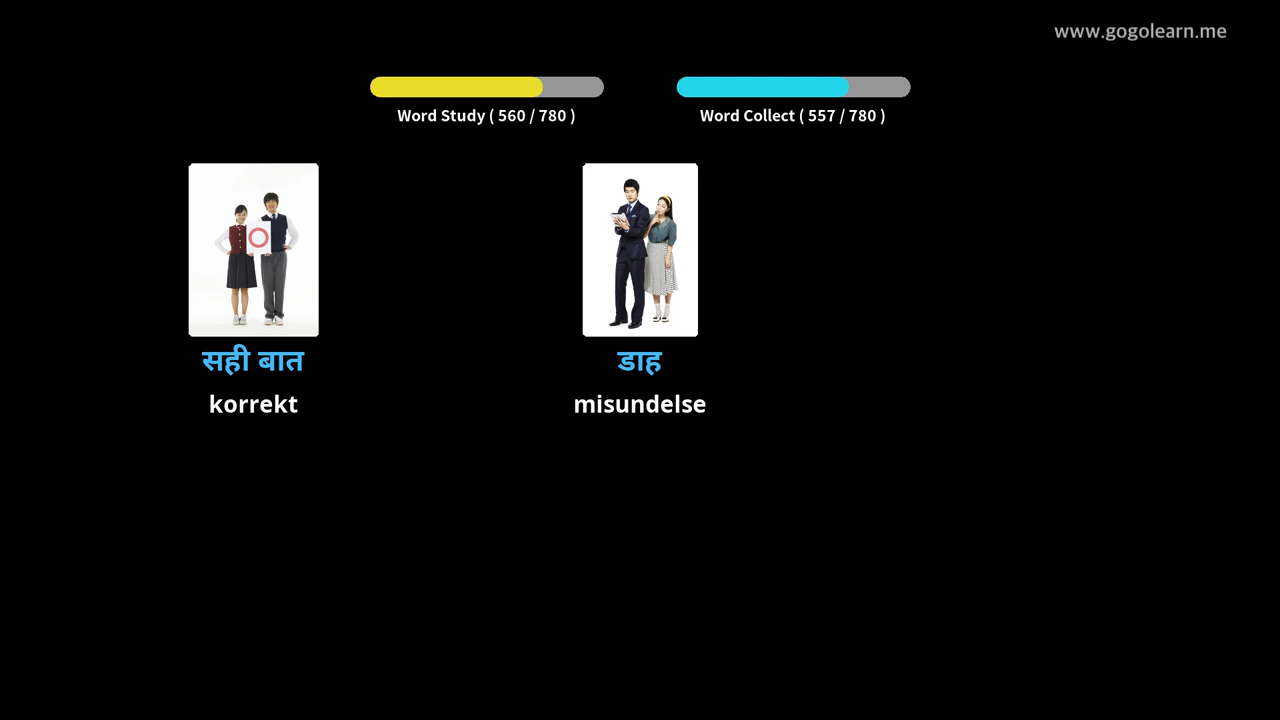 www.gogolearn.me
Word Study ( 560 / 780 )
Word Collect ( 557 / 780 )
सही बात
डाह
korrekt
misundelse